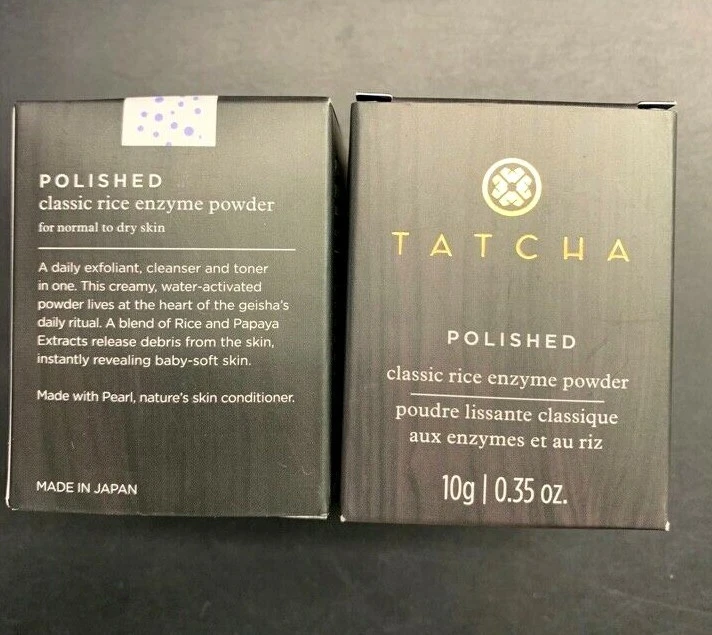 POLISHED
classic rice enzyme powder
for normal to dry skin
A daily exfoliant, cleanser and toner
in one. This creamy, water-activated
powder lives at the heart of the geisha's
daily ritual. A blend of Rice and Papaya
Extracts release debris from the skin,
instantly revealing baby-soft skin.
Made with Pearl, nature's skin conditioner.
MADE IN JAPAN
TATCHA
POLISHED
classic rice enzyme powder
poudre lissante classique
aux enzymes et au riz
10g | 0.35 oz.